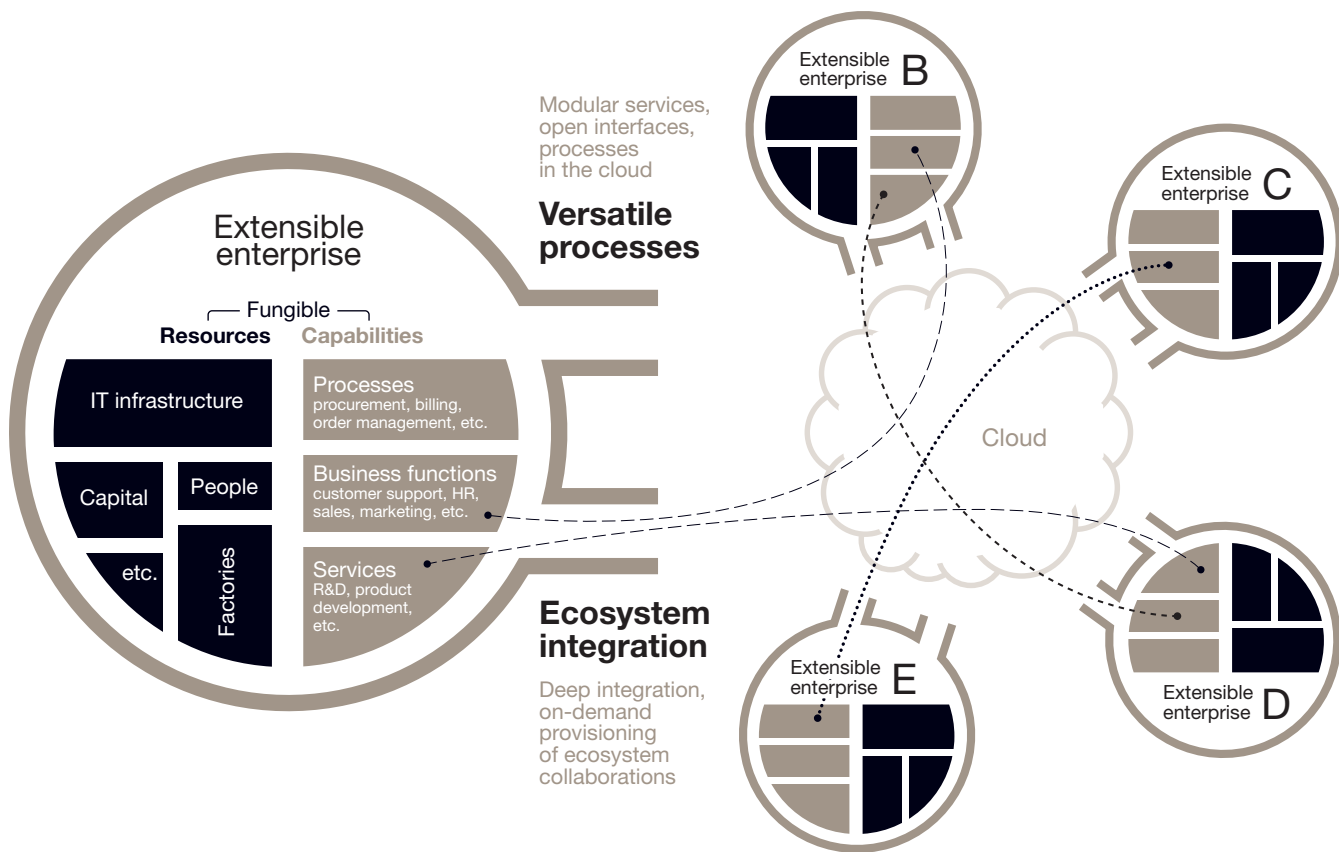 Extensible
enterprise
Fungible
Resources Capabilities
IT infrastructure
Capital
People
etc.
Factories
Processes
procurement, billing,
order management, etc.
Business functions
customer support, HR,
sales, marketing, etc.
Services
R&D, product
development,
etc.
Modular services,
open interfaces,
processes
in the cloud
Versatile
processes
Ecosystem
integration
Deep integration,
on-demand
provisioning
of ecosystem
collaborations
Extensible
enterprise B
Extensible
enterprise C
Cloud
Extensible
enterprise D
Extensible
enterprise E